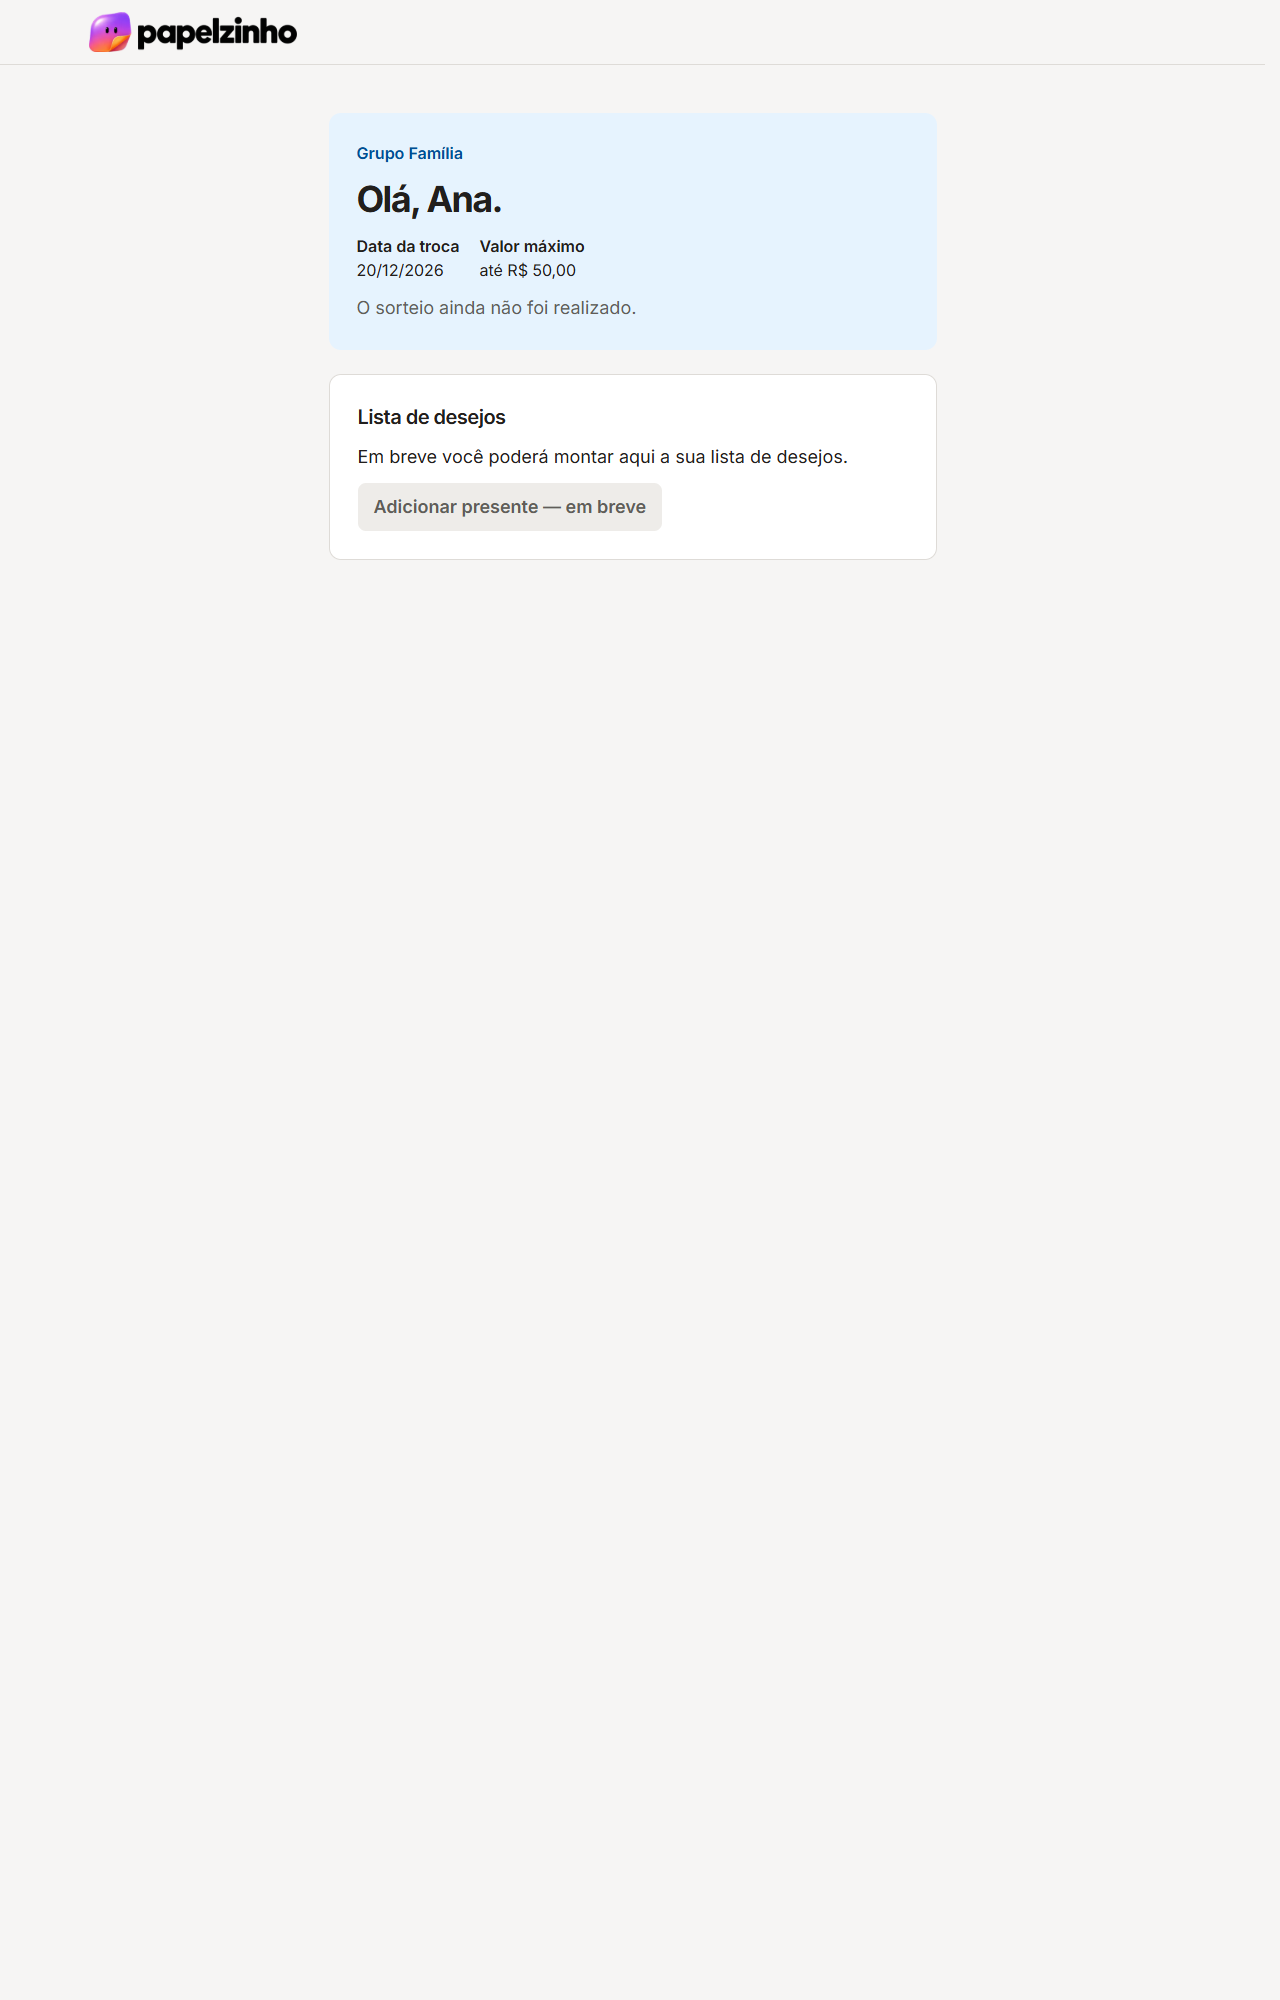 papelzinho
Grupo Família
Olá, Ana.
Data da troca Valor máximo
20/12/2026 até R$ 50,00
O sorteio ainda não foi realizado.
Lista de desejos
Em breve você poderá montar aqui a sua lista de desejos.
Adicionar presente — em breve